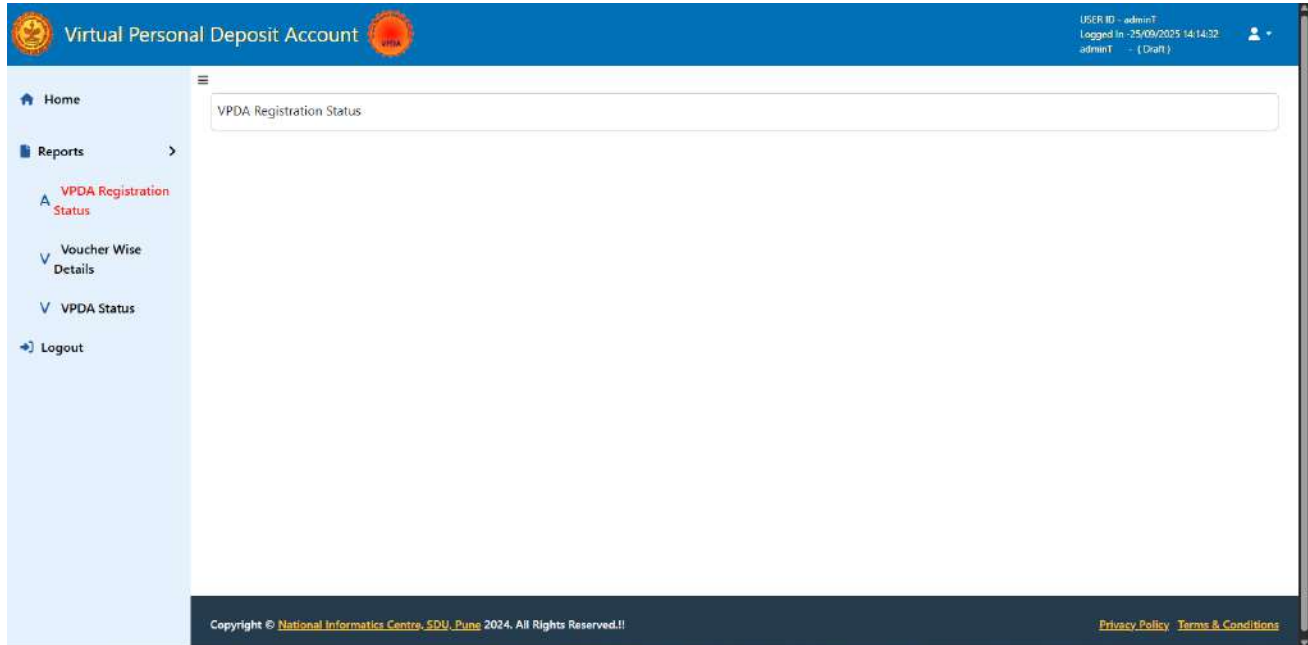 Virtual Personal Deposit Account
VPDA
USER ID - adminT
Logged In -25/09/2025 14:14:32
adminT - ( Draft )
Home
Reports
A VPDA Registration
Status
V Voucher Wise
Details
V VPDA Status
Logout
VPDA Registration Status
Copyright © National Informatics Centre, SDU, Pune 2024. All Rights Reserved.!!
Privacy Policy Terms & Conditions